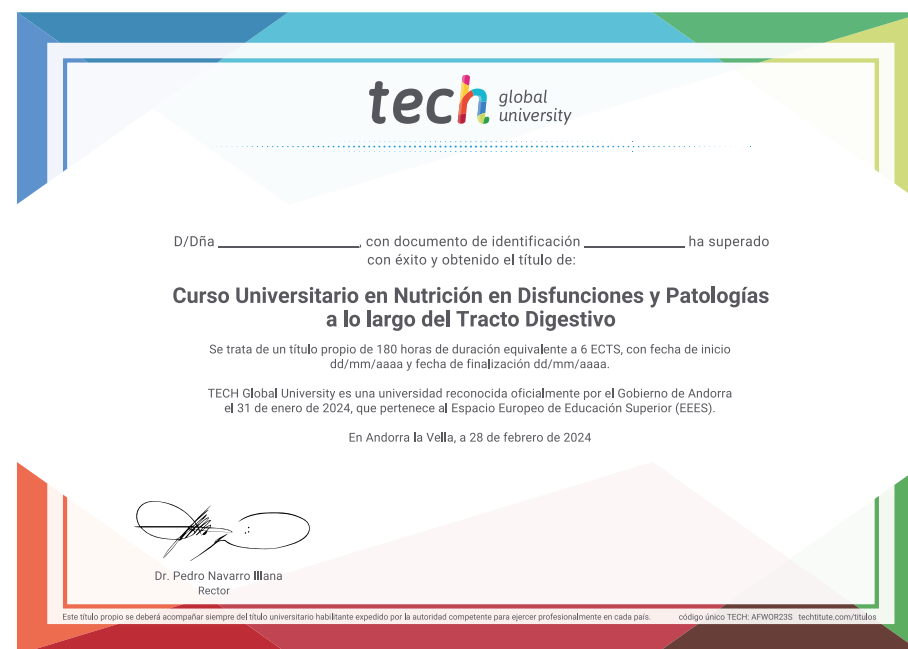 tech global university
D/Dña ____________________, con documento de identificación ______________ ha superado
con éxito y obtenido el título de:
Curso Universitario en Nutrición en Disfunciones y Patologías
a lo largo del Tracto Digestivo
Se trata de un título propio de 180 horas de duración equivalente a 6 ECTS, con fecha de inicio
dd/mm/aaaa y fecha de finalización dd/mm/aaaa.
TECH Global University es una universidad reconocida oficialmente por el Gobierno de Andorra
el 31 de enero de 2024, que pertenece al Espacio Europeo de Educación Superior (EEES).
En Andorra la Vella, a 28 de febrero de 2024
Dr. Pedro Navarro Illana
Rector
Este título propio se deberá acompañar siempre del título universitario habilitante expedido por la autoridad competente para ejercer profesionalmente en cada país. código único TECH: AFWOR23S techtitute.com/titulos